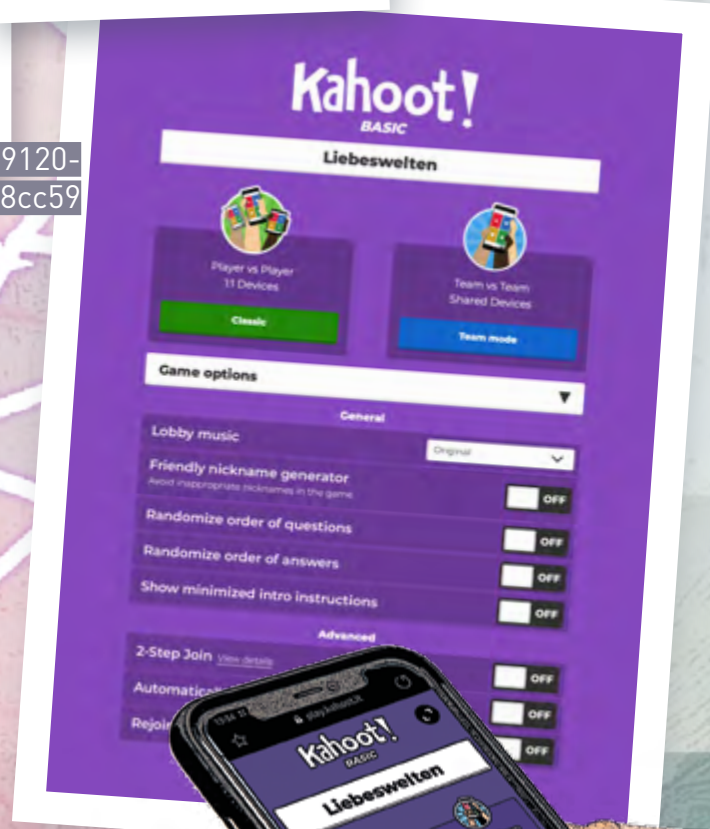 Kahoot!
BASIC
9120-
8cc59
Liebeswelten
Player vs Player
1:1 Devices
Classic
Team vs Team
Shared Devices
Team mode
Game options
General
Lobby music
Original
Friendly nickname generator
Avoid inappropriate nicknames in the game
OFF
Randomize order of questions
OFF
Randomize order of answers
OFF
Show minimized intro instructions
OFF
Advanced
2-Step Join View details
OFF
OFF
OFF
play.kahoot.it
Kahoot!
BASIC
Liebeswelten